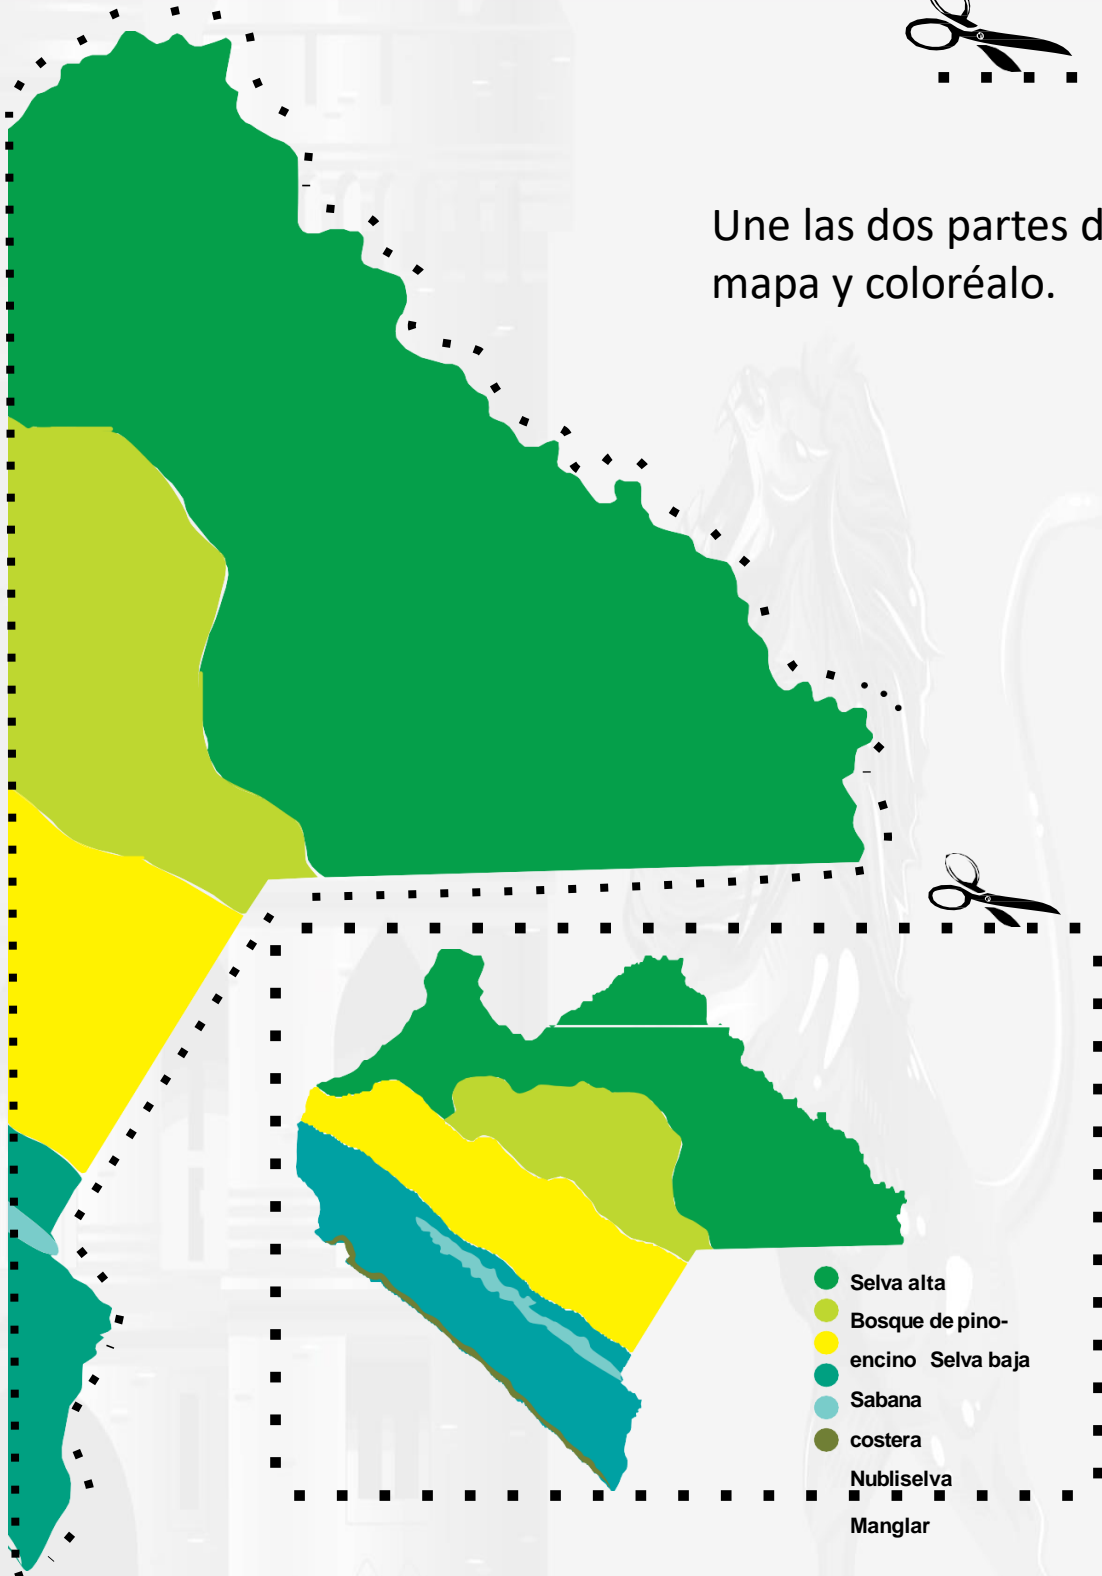 Une las dos partes d
mapa y coloréalo.
Selva alta
Bosque de pino-
encino Selva baja
Sabana
costera
Nubliselva
Manglar